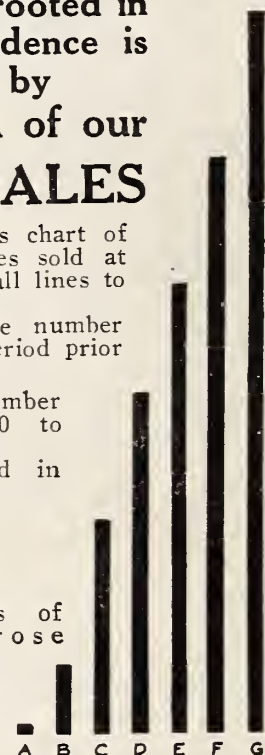 rooted in
dence is
by
of our
ALES
s chart of
es sold at
all lines to
e number
eriod prior
mber
0 to
d in
s of
rose
A B C D E F G